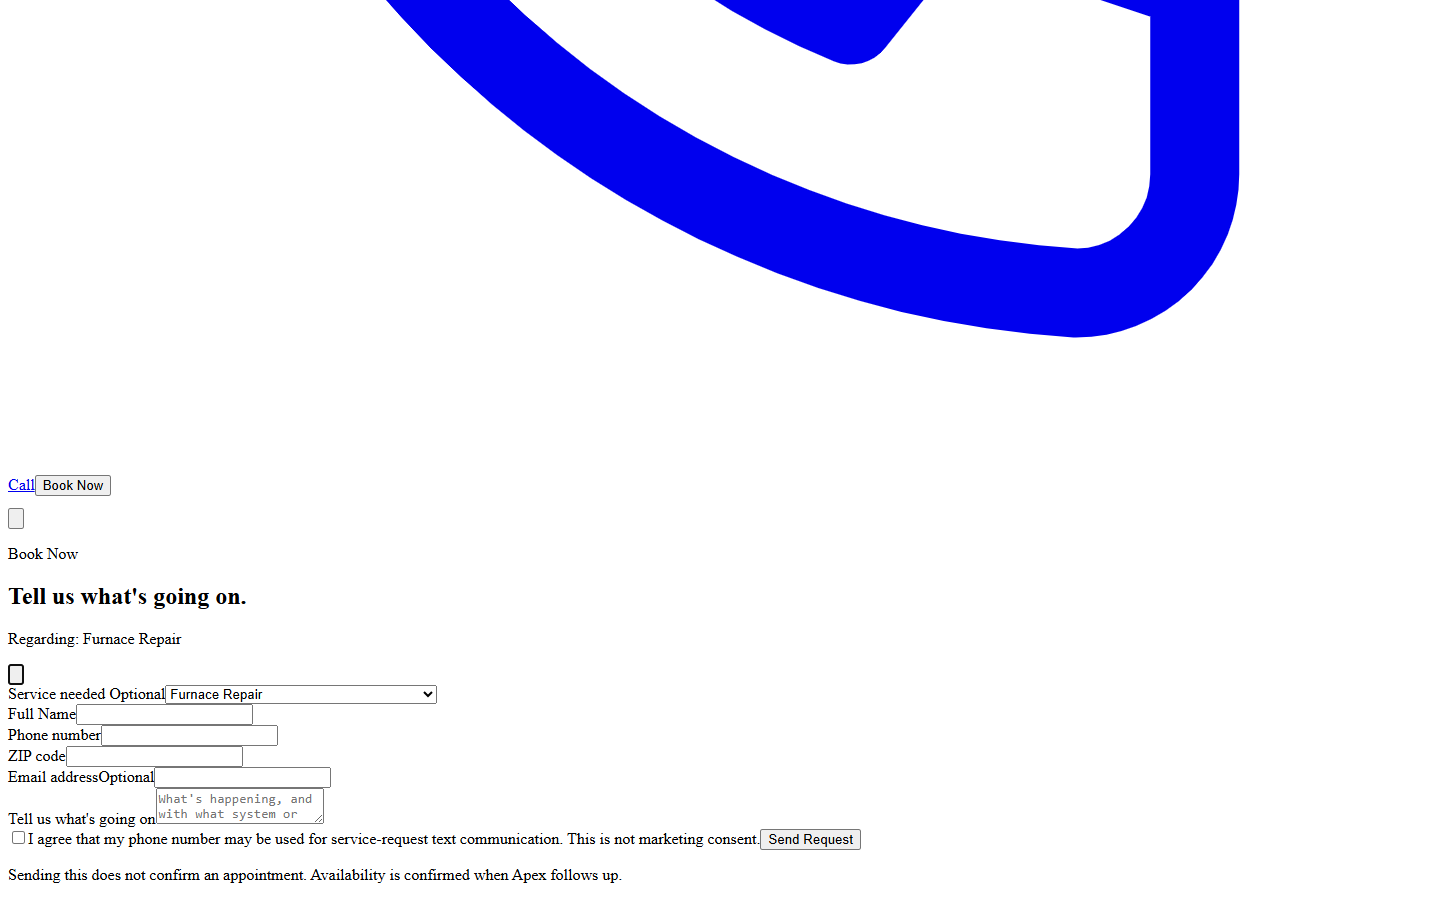 Call Book Now
Book Now
Tell us what's going on.
Regarding: Furnace Repair
Service needed Optional Furnace Repair
Full Name
Phone number
ZIP code
Email addressOptional
What's happening, and
with what system or
Tell us what's going on
I agree that my phone number may be used for service-request text communication. This is not marketing consent. Send Request
Sending this does not confirm an appointment. Availability is confirmed when Apex follows up.